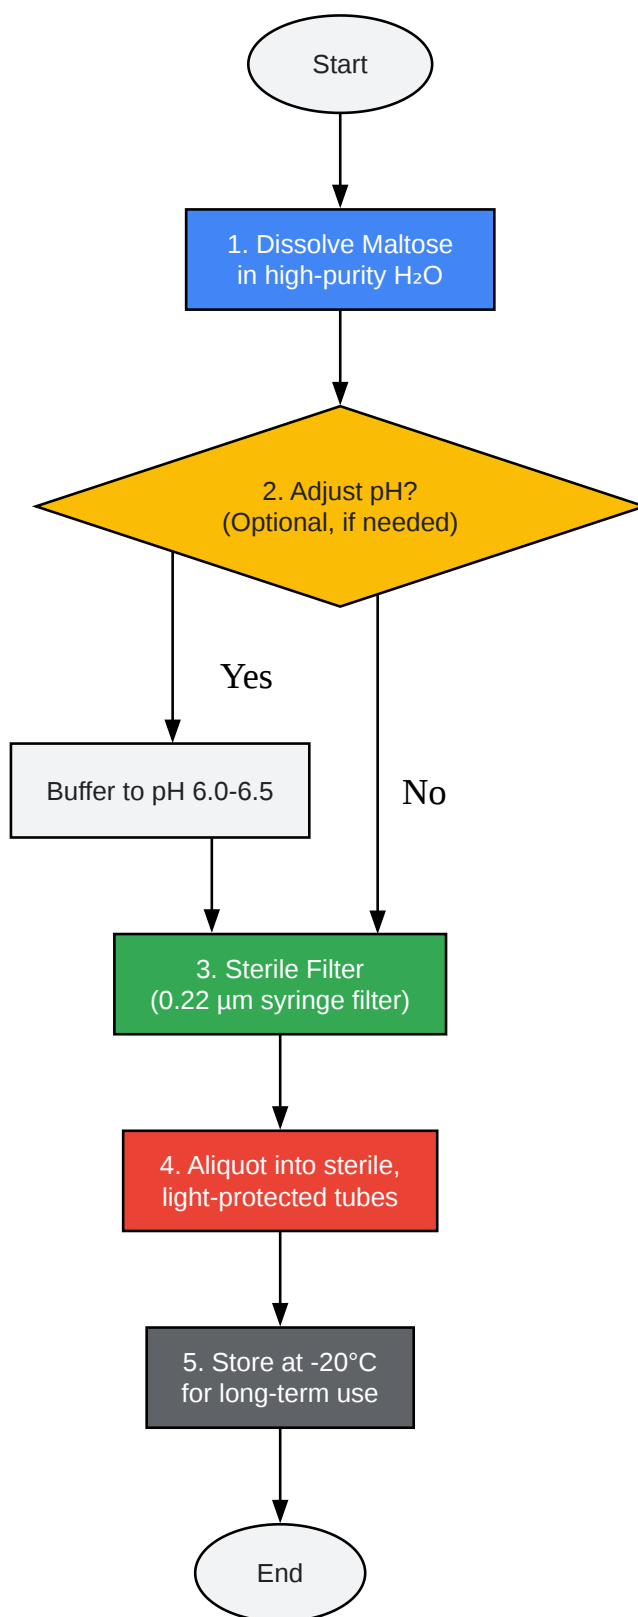 Start
1. Dissolve Maltose
in high-purity H₂O
2. Adjust pH?
(Optional, if needed)
Yes
Buffer to pH 6.0-6.5
No
3. Sterile Filter
(0.22 µm syringe filter)
4. Aliquot into sterile,
light-protected tubes
5. Store at -20°C
for long-term use
End